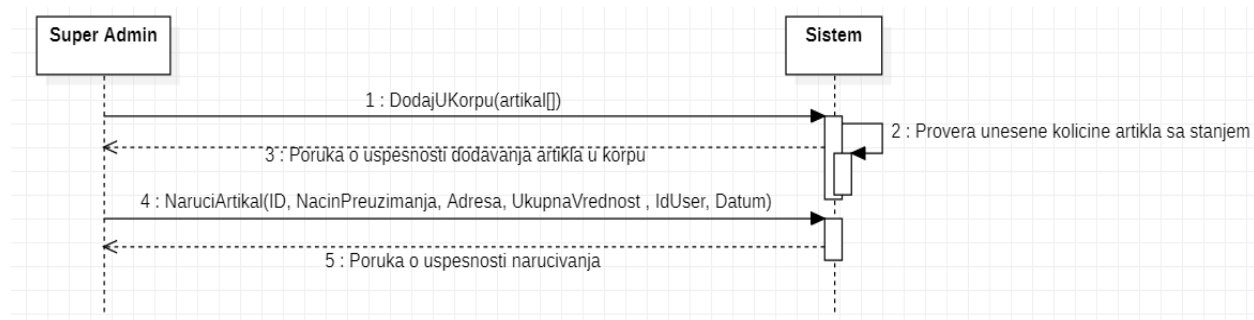 Super Admin
Sistem
1 : DodajUKorpu(artikal[])
2 : Provera unesene kolicine artikla sa stanjem
3 : Poruka o uspesnosti dodavanja artikla u korpu
4 : NaruciArtikal(ID, NacinPreuzimanja, Adresa, UkupnaVrednost , IdUser, Datum)
5 : Poruka o uspesnosti narucivanja